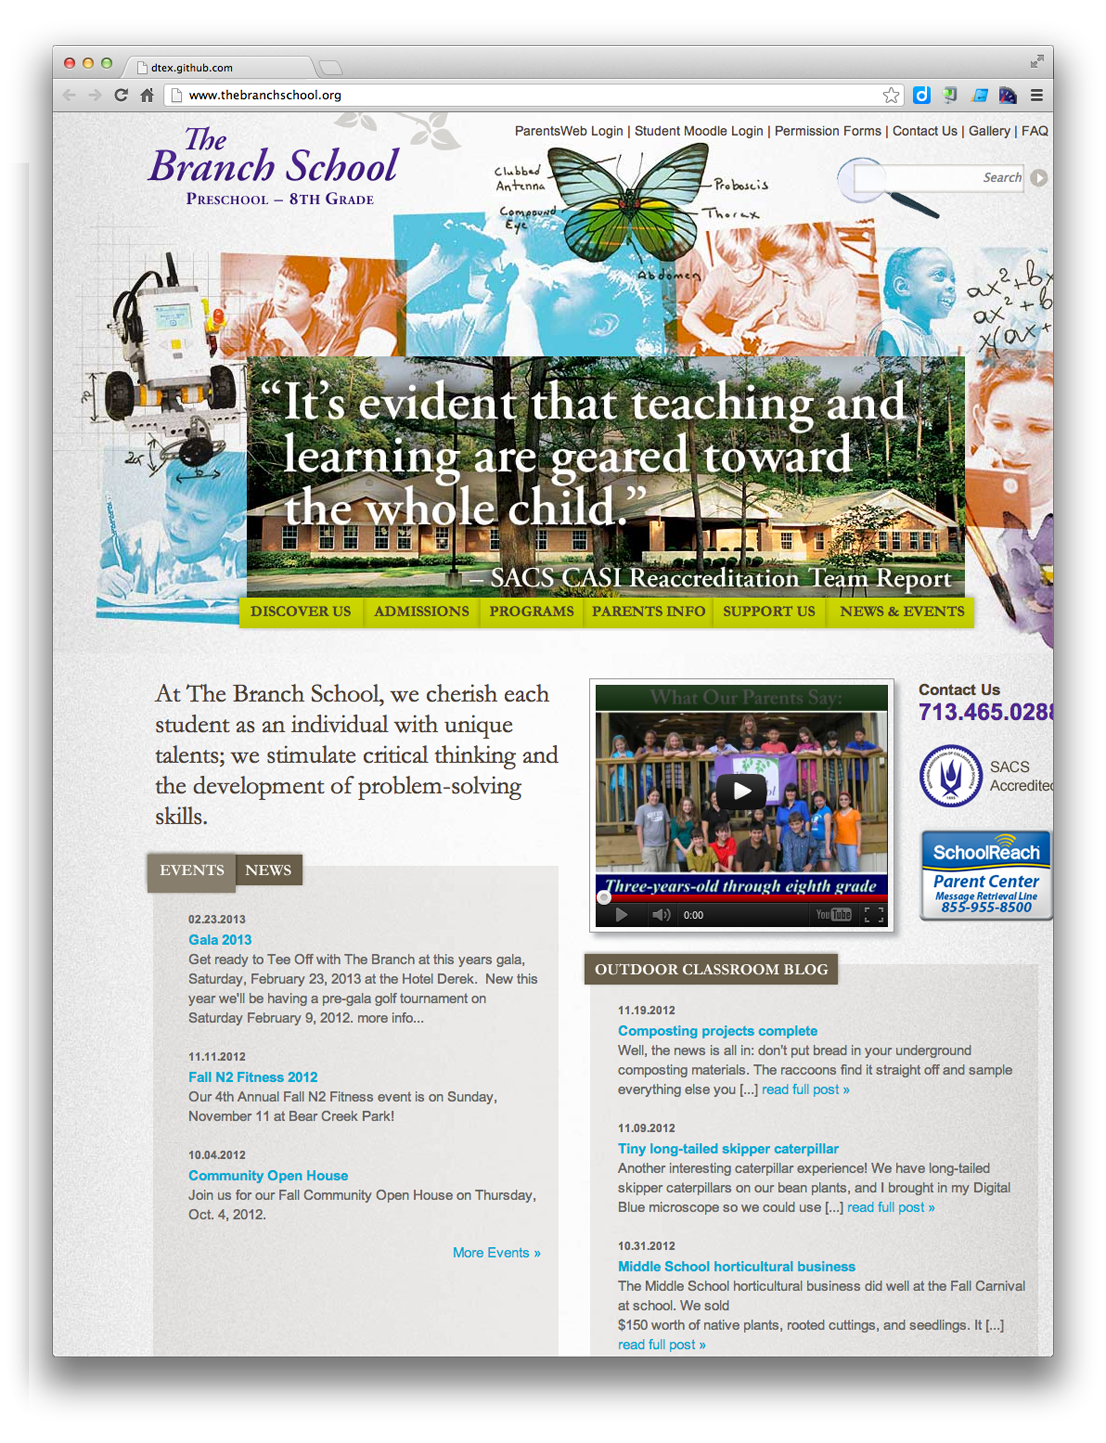 dtex.github.com
www.thebranchschool.org
ParentsWeb Login | Student Moodle Login | Permission Forms | Contact Us | Gallery | FAQ
The
Branch School
Preschool – 8th Grade
Clubbed
Antenna
Proboscis
Compound
Eye
Thorax
Abdomen
Search
ax² + bx
ax² + b
x(ax +
2x
b
“It’s evident that teaching and
learning are geared toward
the whole child.”
– SACS CASI Reaccreditation Team Report
DISCOVER US
ADMISSIONS
PROGRAMS
PARENTS INFO
SUPPORT US
NEWS & EVENTS
At The Branch School, we cherish each
student as an individual with unique
talents; we stimulate critical thinking and
the development of problem-solving
skills.
What Our Parents Say:
Three-years-old through eighth grade
0:00
YouTube
Contact Us
713.465.0288
SACS
Accredited
SchoolReach
Parent Center
Message Retrieval Line
855-955-8500
EVENTS
NEWS
02.23.2013
Gala 2013
Get ready to Tee Off with The Branch at this years gala,
Saturday, February 23, 2013 at the Hotel Derek. New this
year we'll be having a pre-gala golf tournament on
Saturday February 9, 2012. more info...
11.11.2012
Fall N2 Fitness 2012
Our 4th Annual Fall N2 Fitness event is on Sunday,
November 11 at Bear Creek Park!
10.04.2012
Community Open House
Join us for our Fall Community Open House on Thursday,
Oct. 4, 2012.
More Events »
OUTDOOR CLASSROOM BLOG
11.19.2012
Composting projects complete
Well, the news is all in: don’t put bread in your underground
composting materials. The raccoons find it straight off and sample
everything else you [...] read full post »
11.09.2012
Tiny long-tailed skipper caterpillar
Another interesting caterpillar experience! We have long-tailed
skipper caterpillars on our bean plants, and I brought in my Digital
Blue microscope so we could use [...] read full post »
10.31.2012
Middle School horticultural business
The Middle School horticultural business did well at the Fall Carnival
at school. We sold
$150 worth of native plants, rooted cuttings, and seedlings. It [...]
read full post »